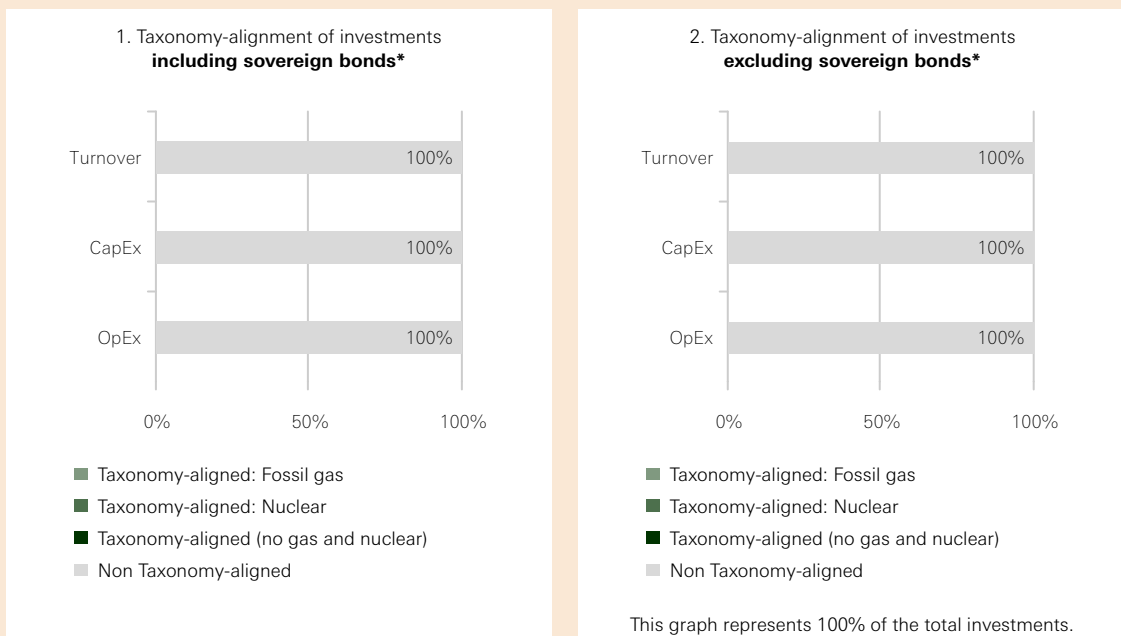 1. Taxonomy-alignment of investments
including sovereign bonds*
Turnover
100%
CapEx
100%
OpEx
100%
0% 50% 100%
Taxonomy-aligned: Fossil gas
Taxonomy-aligned: Nuclear
Taxonomy-aligned (no gas and nuclear)
Non Taxonomy-aligned
2. Taxonomy-alignment of investments
excluding sovereign bonds*
Turnover
100%
CapEx
100%
OpEx
100%
0% 50% 100%
Taxonomy-aligned: Fossil gas
Taxonomy-aligned: Nuclear
Taxonomy-aligned (no gas and nuclear)
Non Taxonomy-aligned
This graph represents 100% of the total investments.